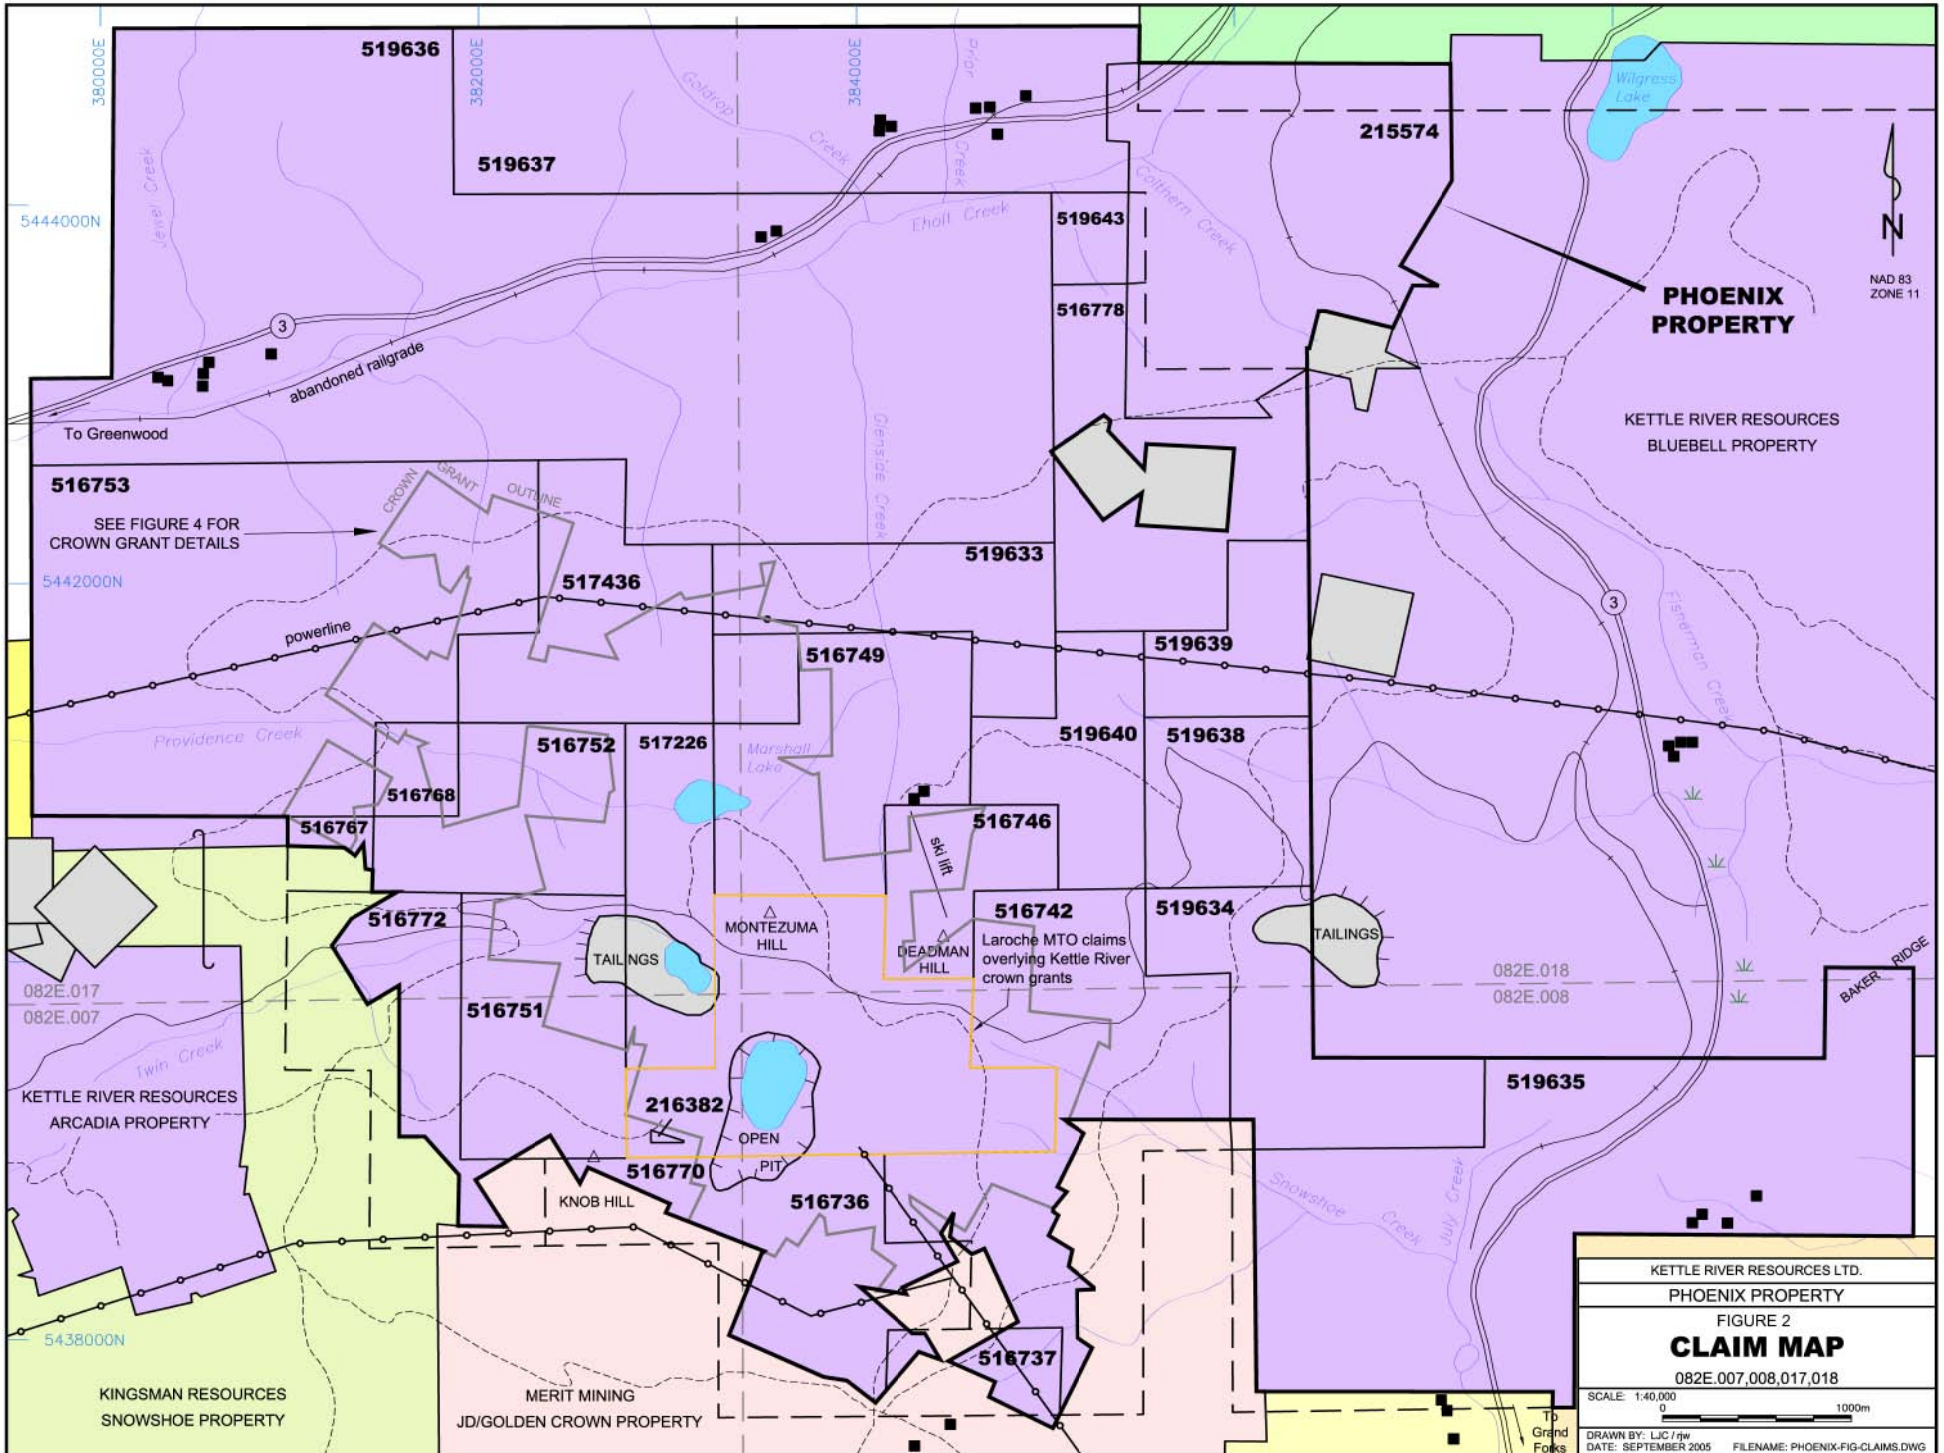 380000E
382000E
384000E
519636
519637
Goldrop
Creek
Prior
Creek
Wilgress
Lake
215574
Jewel Creek
5444000N
Eholt Creek
Golthern Creek
519643
516778
N
NAD 83
ZONE 11
PHOENIX
PROPERTY
3
abandoned railgrade
To Greenwood
KETTLE RIVER RESOURCES
BLUEBELL PROPERTY
Glenside Creek
516753
CROWN GRANT OUTLINE
SEE FIGURE 4 FOR
CROWN GRANT DETAILS
519633
5442000N
517436
3
powerline
516749
519639
Fisherman Creek
Providence Creek
516752
517226
Marshall
Lake
519640
519638
516768
516767
516746
ski lift
516772
516742
519634
MONTEZUMA
HILL
DEADMAN
HILL
Laroche MTO claims
overlying Kettle River
crown grants
TAILINGS
TAILINGS
BAKER RIDGE
082E.017
082E.007
082E.018
082E.008
516751
Twin Creek
KETTLE RIVER RESOURCES
ARCADIA PROPERTY
216382
OPEN
PIT
519635
516770
KNOB HILL
516736
Snowshoe
Creek
July Creek
5438000N
516737
KINGSMAN RESOURCES
SNOWSHOE PROPERTY
MERIT MINING
JD/GOLDEN CROWN PROPERTY
To
Grand
Forks
KETTLE RIVER RESOURCES LTD.
PHOENIX PROPERTY
FIGURE 2
CLAIM MAP
082E.007,008,017,018
SCALE: 1:40,000
0 1000m
DRAWN BY: LJC / rjw
DATE: SEPTEMBER 2005 FILENAME: PHOENIX-FIG-CLAIMS.DWG